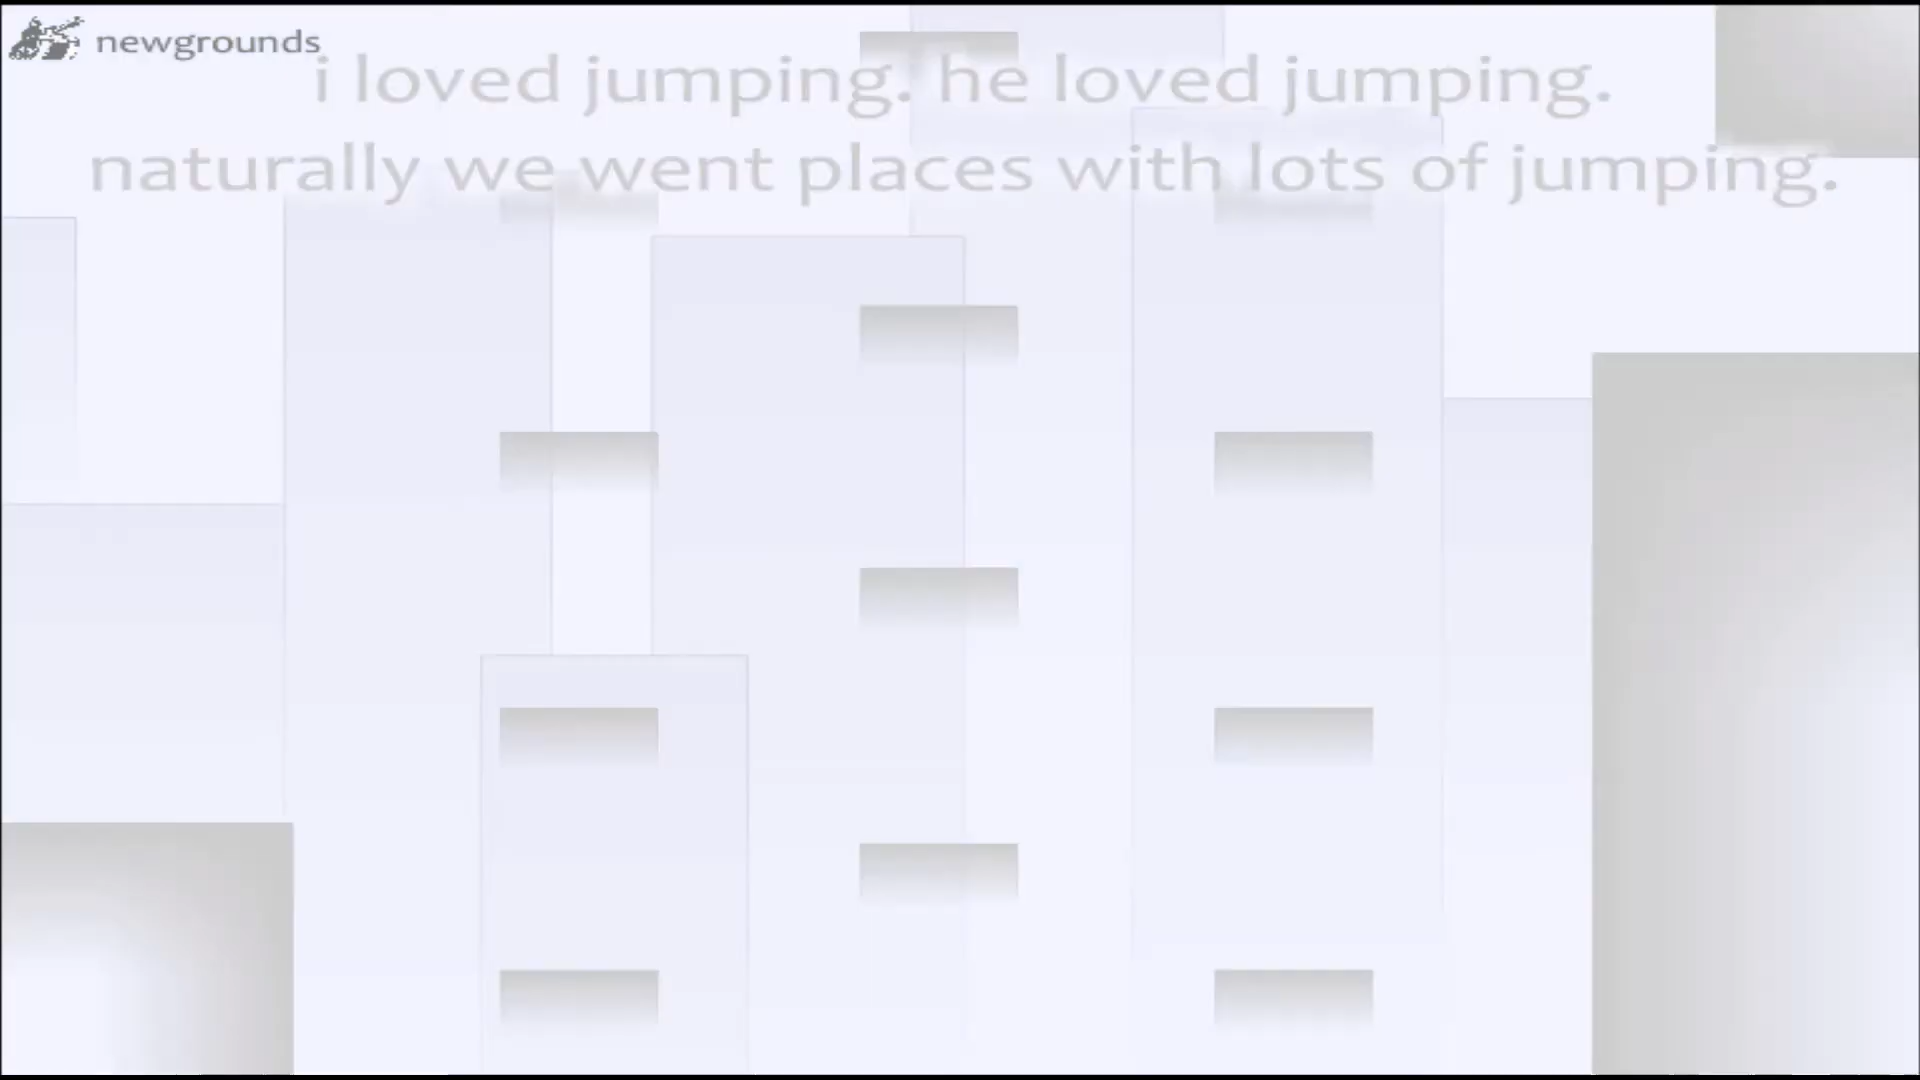 newgrounds
i loved jumping. he loved jumping.
naturally we went places with lots of jumping.